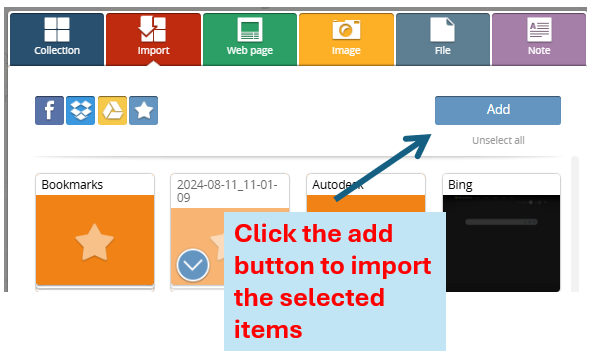 Collection
Import
Web page
Image
File
Note
Add
Unselect all
Bookmarks
2024-08-11_11-01-
09
Autodesk
Bing
Click the add
button to import
the selected
items